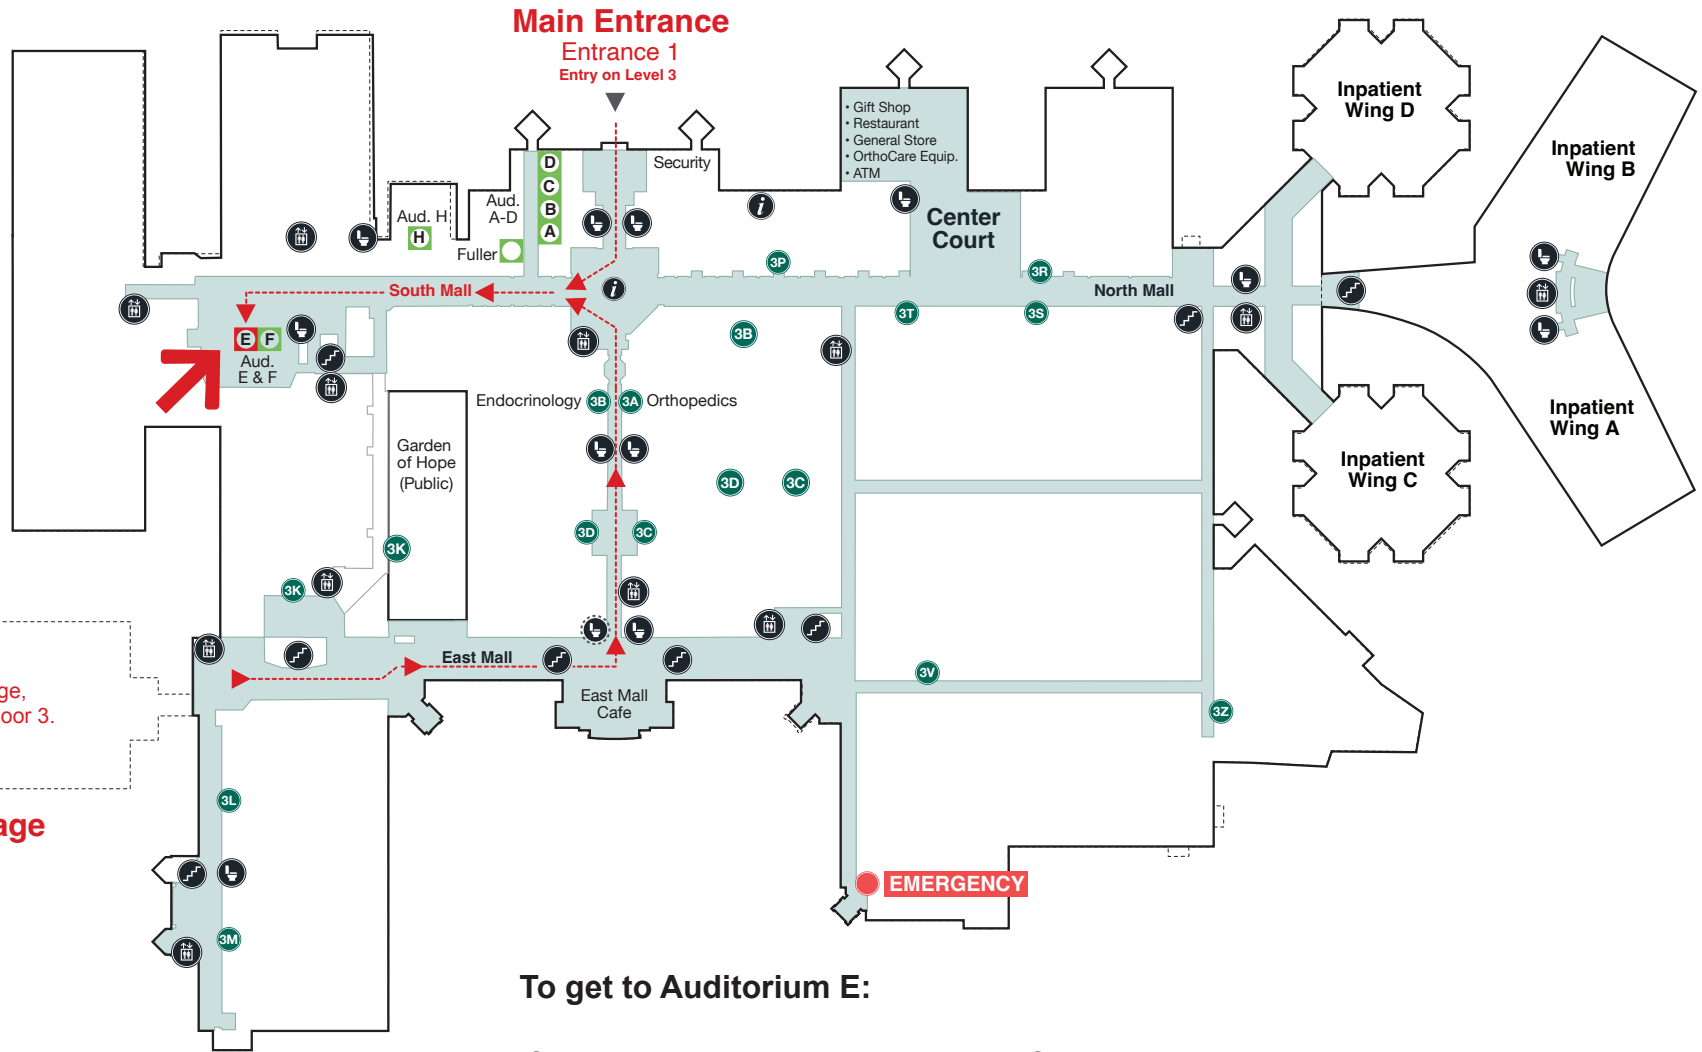 Main Entrance
Entrance 1
Entry on Level 3
• Gift Shop
• Restaurant
• General Store
• OrthoCare Equip.
• ATM
Inpatient
Wing D
Inpatient
Wing B
Security
D
C
B
A
Aud.
A-D
Aud. H
H
Fuller
Center
Court
i
3P
3R
South Mall
i
North Mall
3T
3S
E
F
Aud.
E & F
3B
Endocrinology
3B
3A
Orthopedics
Inpatient
Wing A
Garden
of Hope
(Public)
Inpatient
Wing C
3D
3C
3D
3C
3K
3K
East Mall
3V
East Mall
Cafe
3Z
ge,
oor 3.
3L
age
EMERGENCY
3M
To get to Auditorium E: